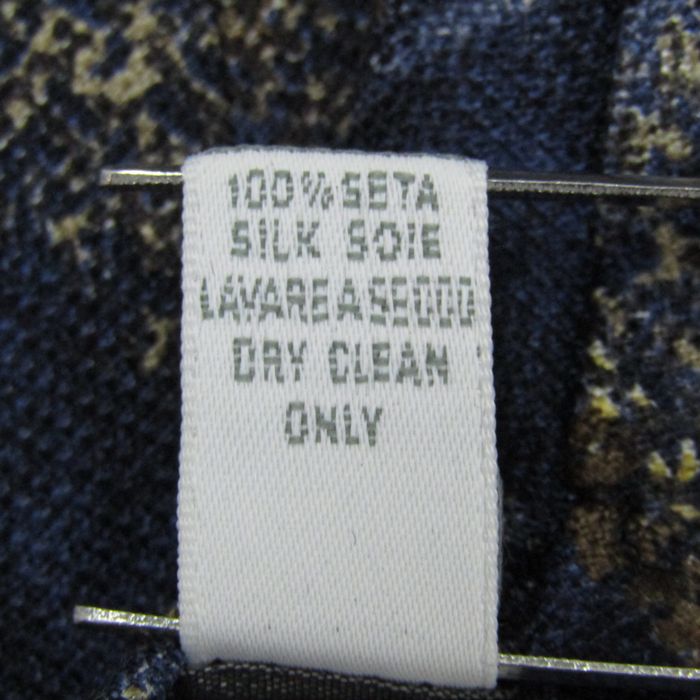 100% SETA
SILK SOIE
LAVARE A SECCO
DRY CLEAN
ONLY